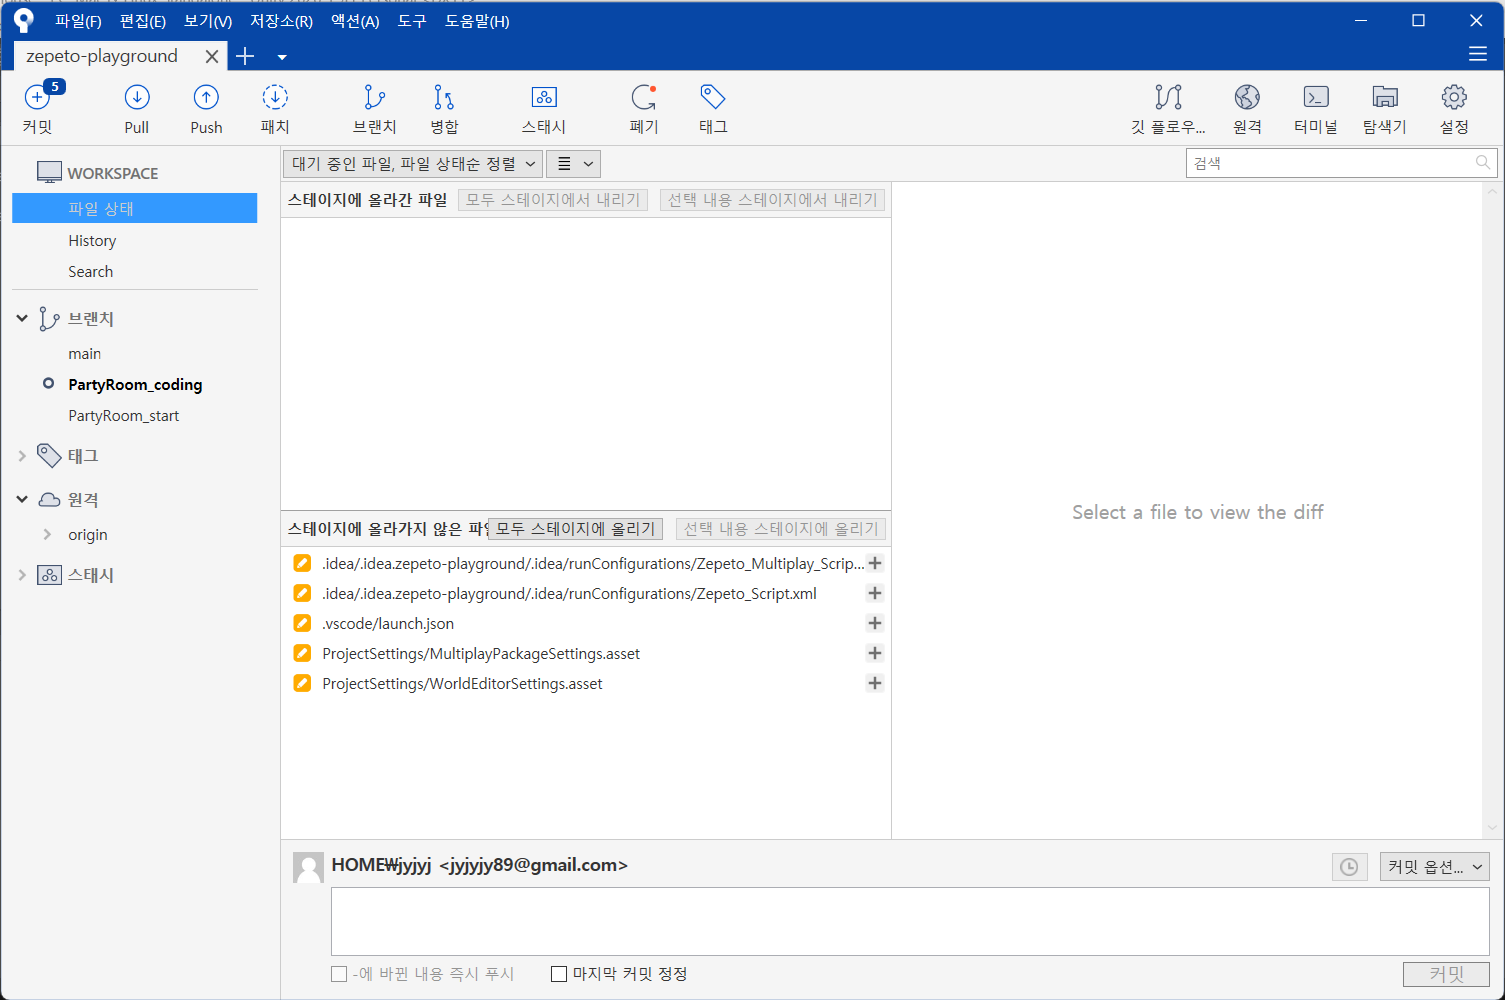 파일(F) 편집(E) 보기(V) 저장소(R) 액션(A) 도구 도움말(H)
zepeto-playground
5
커밋 Pull Push 패치 브랜치 병합 스태시 폐기 태그 깃 플로우... 원격 터미널 탐색기 설정
WORKSPACE
파일 상태
History
Search
브랜치
main
PartyRoom_coding
PartyRoom_start
태그
원격
origin
스태시
대기 중인 파일, 파일 상태순 정렬
검색
스테이지에 올라간 파일 모두 스테이지에서 내리기 선택 내용 스테이지에서 내리기
Select a file to view the diff
스테이지에 올라가지 않은 파일 모두 스테이지에 올리기 선택 내용 스테이지에 올리기
.idea/.idea.zepeto-playground/.idea/runConfigurations/Zepeto_Multiplay_Scrip...
.idea/.idea.zepeto-playground/.idea/runConfigurations/Zepeto_Script.xml
.vscode/launch.json
ProjectSettings/MultiplayPackageSettings.asset
ProjectSettings/WorldEditorSettings.asset
HOME₩jyjyj <jyjyjy89@gmail.com>
커밋 옵션...
-에 바뀐 내용 즉시 푸시 마지막 커밋 정정
커밋